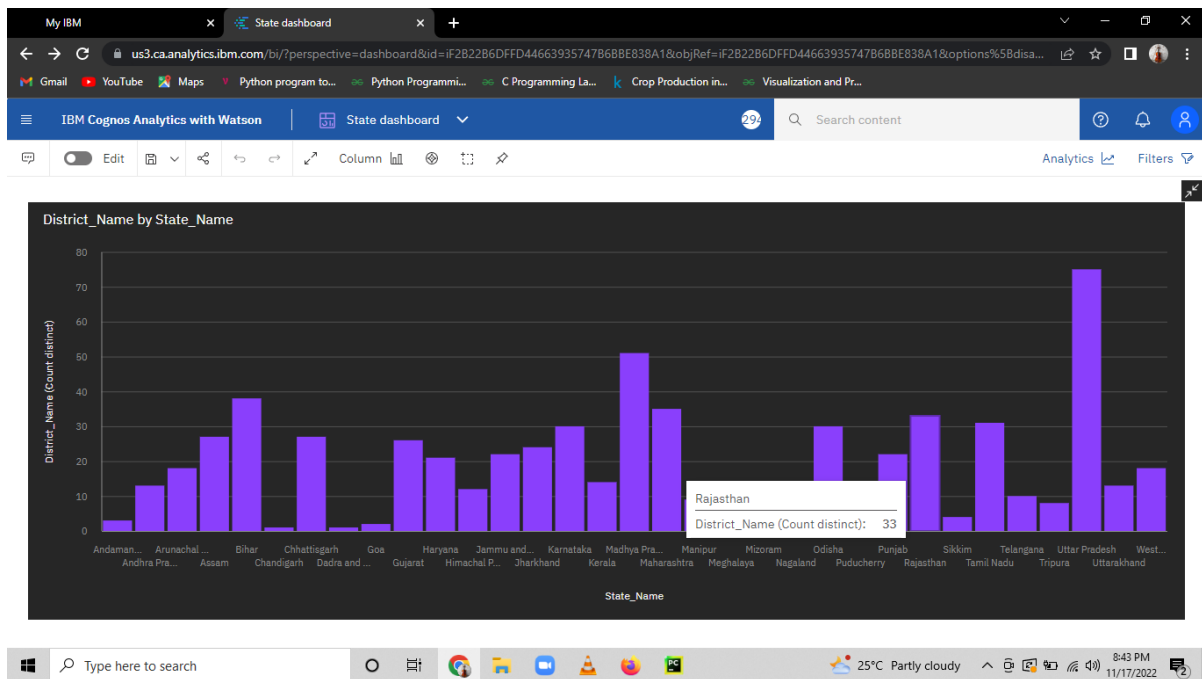 My IBM
State dashboard
us3.ca.analytics.ibm.com/bi/?perspective=dashboard&id=iF2B22B6DFFD44663935747B6BBE838A1&objRef=iF2B22B6DFFD44663935747B6BBE838A1&options%5Bdisa...
Gmail YouTube Maps Python program to... Python Programmi... C Programming La... Crop Production in... Visualization and Pr...
IBM Cognos Analytics with Watson State dashboard 294 Search content
Edit Column Analytics Filters
District_Name by State_Name
District_Name (Count distinct)
80
70
60
50
40
30
20
10
0
Rajasthan
District_Name (Count distinct): 33
Andaman... Arunachal ... Bihar Chhattisgarh Goa Haryana Jammu and... Karnataka Madhya Pra... Manipur Mizoram Odisha Punjab Sikkim Telangana Uttar Pradesh West...
Andhra Pra... Assam Chandigarh Dadra and ... Gujarat Himachal P... Jharkhand Kerala Maharashtra Meghalaya Nagaland Puducherry Rajasthan Tamil Nadu Tripura Uttarakhand
State_Name
Type here to search 25°C Partly cloudy 8:43 PM
11/17/2022 2